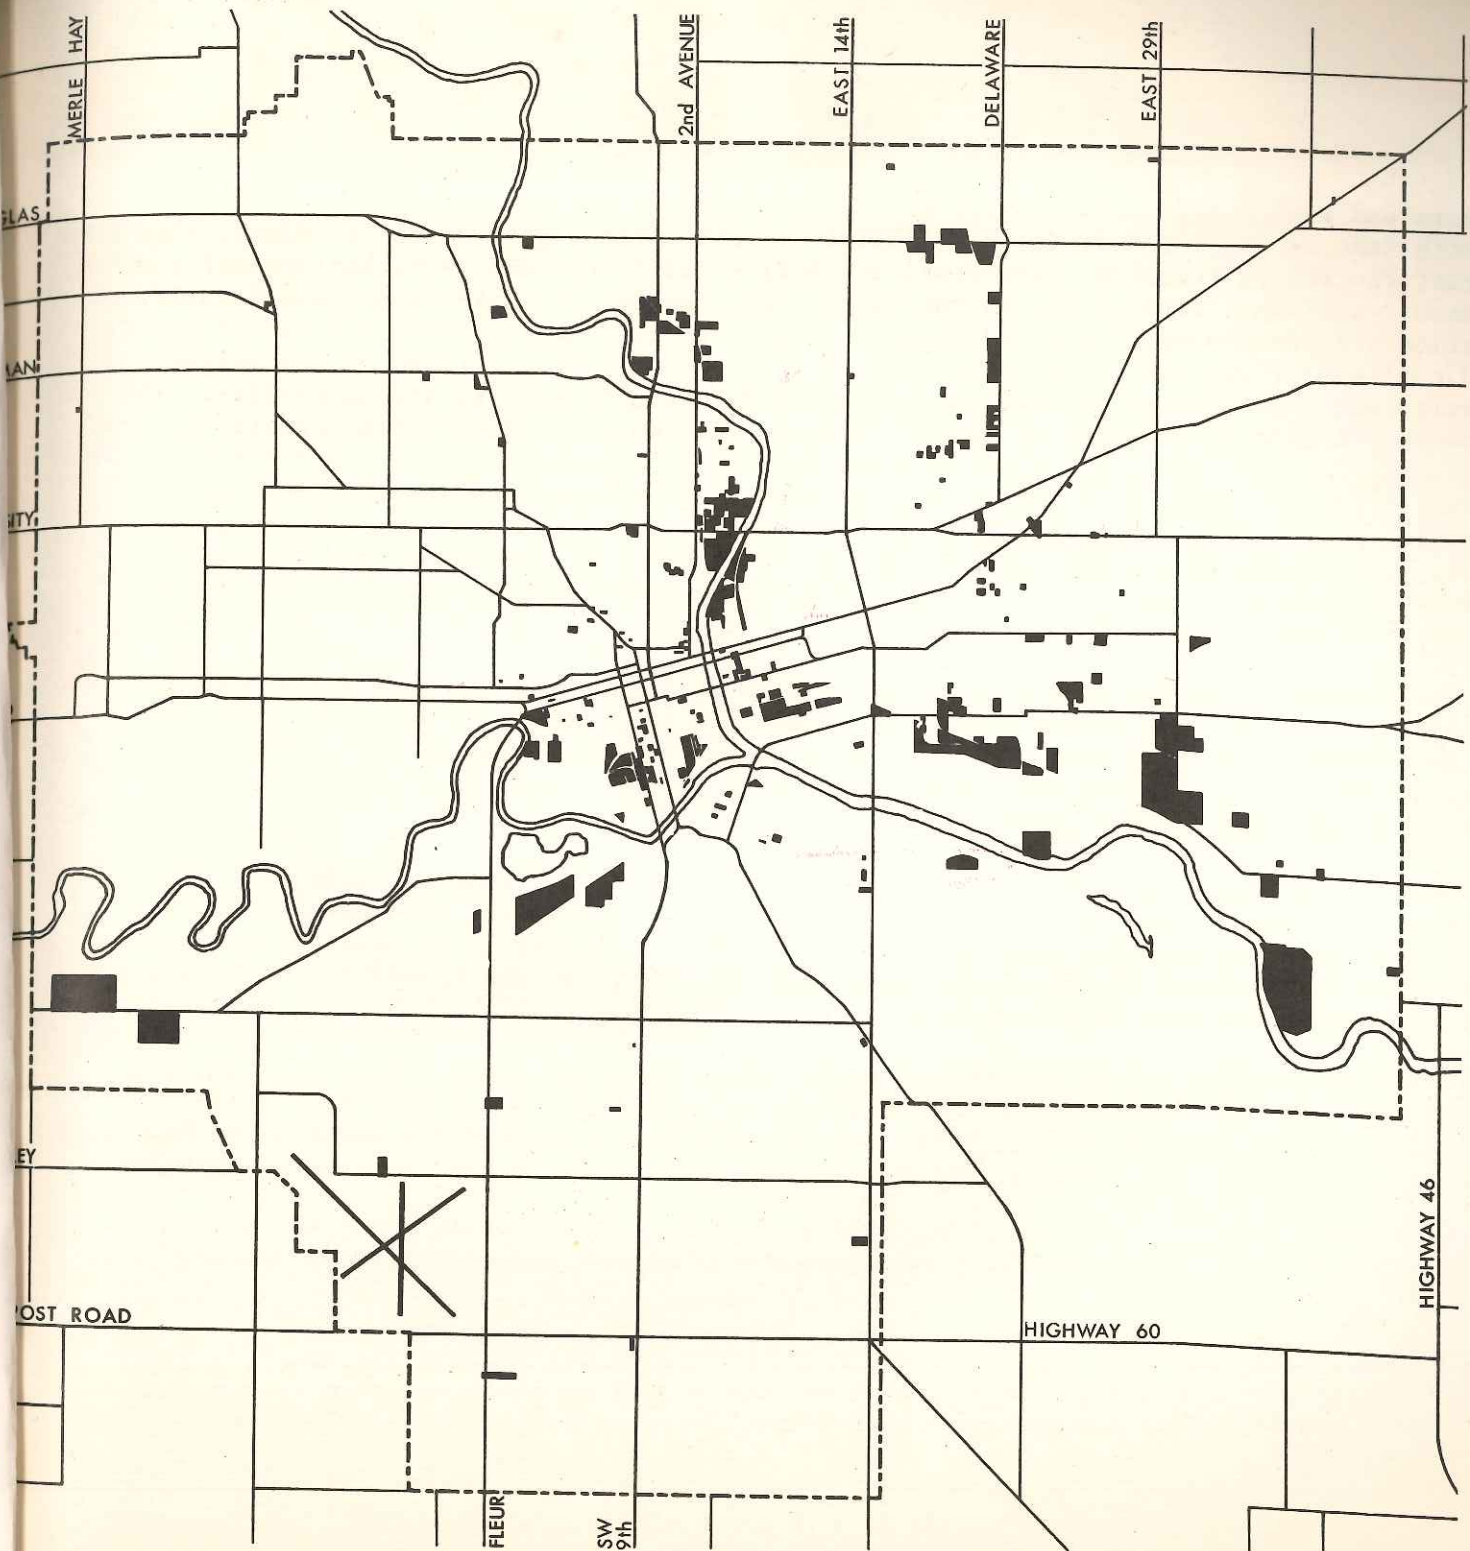 MERLE HAY
2nd AVENUE
EAST 14th
DELAWARE
EAST 29th
GLAS
MAN
SITY
EY
OST ROAD
HIGHWAY 60
HIGHWAY 46
FLEUR
SW
9th